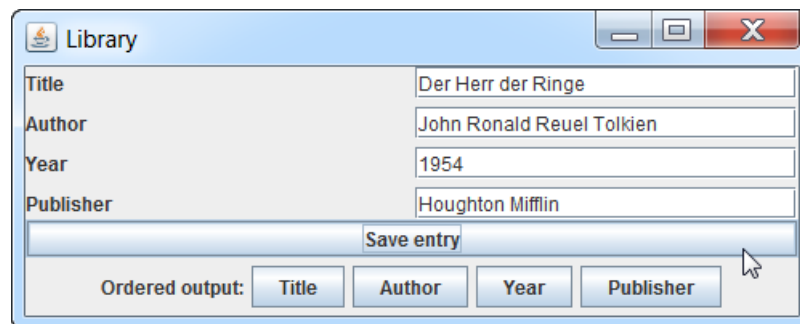 Library
Title Der Herr der Ringe
Author John Ronald Reuel Tolkien
Year 1954
Publisher Houghton Mifflin
Save entry
Ordered output: Title Author Year Publisher